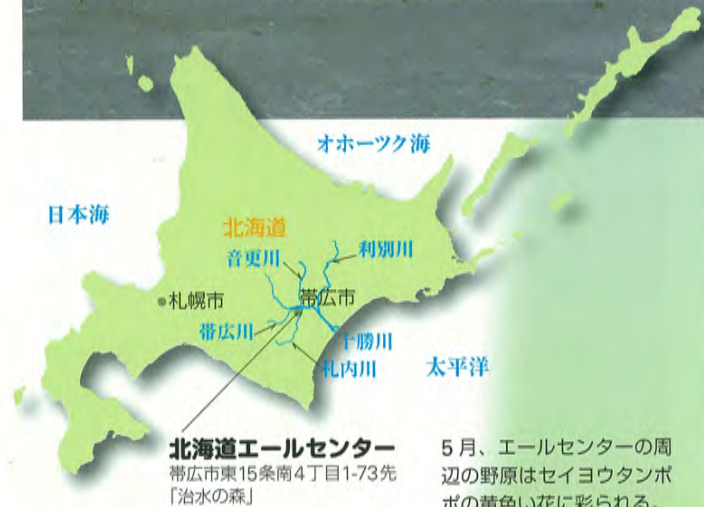 オホーツク海
日本海
北海道
音更川
利別川
札幌市
帯広市
帯広川
十勝川
札内川
太平洋
北海道エールセンター
帯広市東15条南4丁目1-73先
「治水の森」
5月、エールセンターの周
辺の野原はセイヨウタンポ
ポの黄色い花に彩られる。